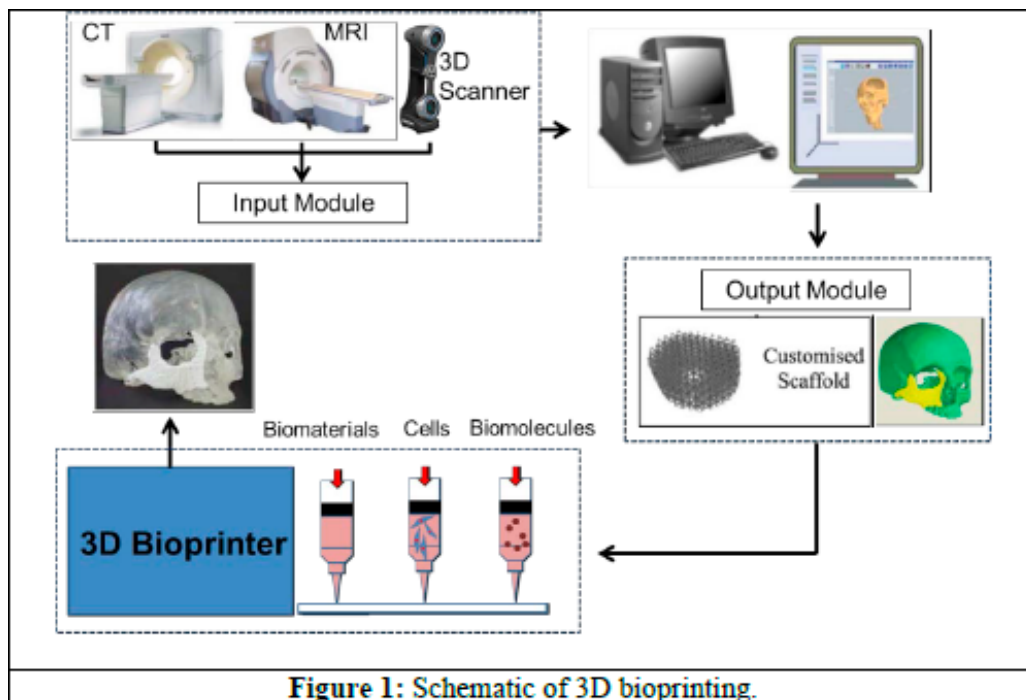 CT
MRI
3D
Scanner
Input Module
Output Module
Customised
Scaffold
Biomaterials Cells Biomolecules
3D Bioprinter
Figure 1: Schematic of 3D bioprinting.